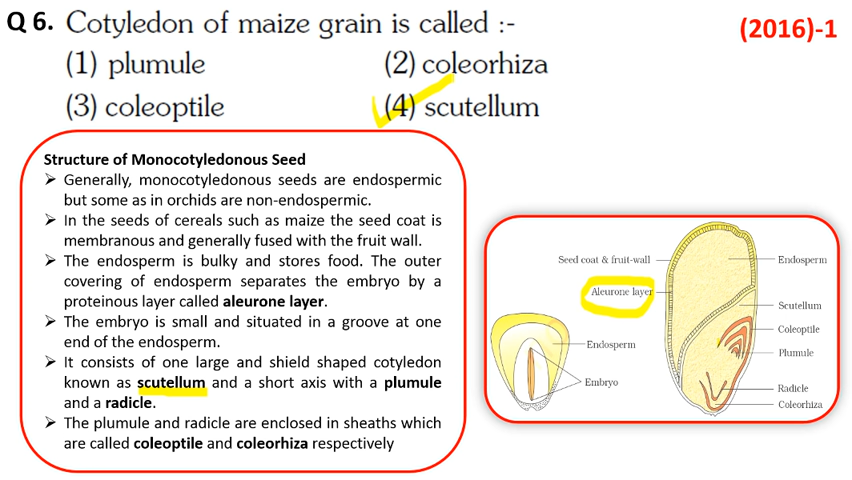 Q 6. Cotyledon of maize grain is called :-
(2016)-1
(1) plumule
(2) coleorhiza
(3) coleoptile
(4) scutellum
Structure of Monocotyledonous Seed
➤ Generally, monocotyledonous seeds are endospermic
but some as in orchids are non-endospermic.
➤ In the seeds of cereals such as maize the seed coat is
membranous and generally fused with the fruit wall.
➤ The endosperm is bulky and stores food. The outer
covering of endosperm separates the embryo by a
proteinous layer called aleurone layer.
➤ The embryo is small and situated in a groove at one
end of the endosperm.
➤ It consists of one large and shield shaped cotyledon
known as scutellum and a short axis with a plumule
and a radicle.
➤ The plumule and radicle are enclosed in sheaths which
are called coleoptile and coleorhiza respectively
Endosperm
Embryo
Seed coat & fruit-wall
Aleurone layer
Endosperm
Scutellum
Coleoptile
Plumule
Radicle
Coleorhiza